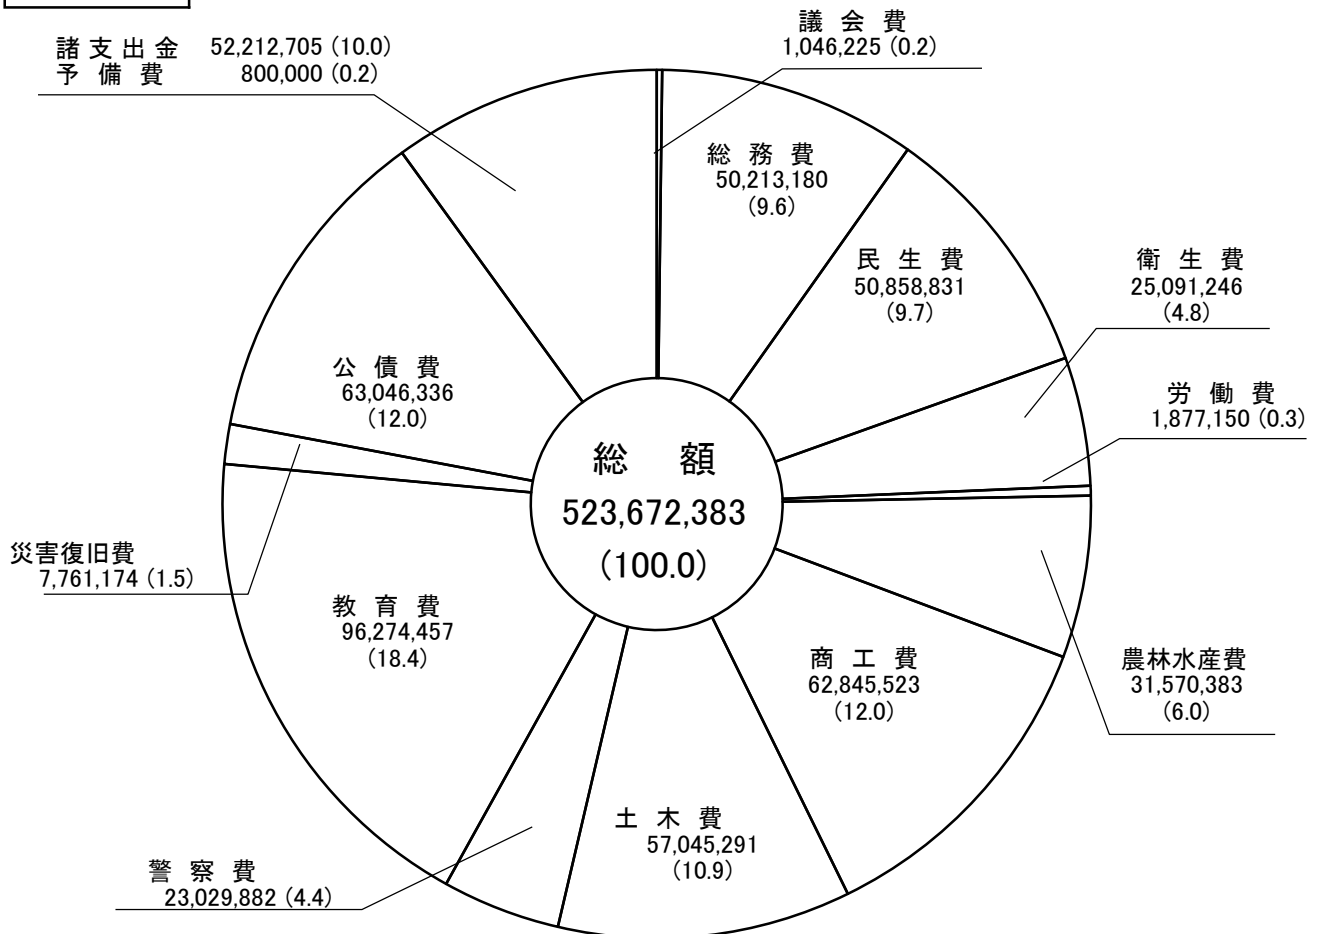 議会費
1,046,225 (0.2)
諸支出金 52,212,705 (10.0)
予備費 800,000 (0.2)
総務費
50,213,180
(9.6)
民生費
50,858,831
(9.7)
衛生費
25,091,246
(4.8)
労働費
1,877,150 (0.3)
公債費
63,046,336
(12.0)
総額
523,672,383
(100.0)
災害復旧費
7,761,174 (1.5)
教育費
96,274,457
(18.4)
農林水産費
31,570,383
(6.0)
商工費
62,845,523
(12.0)
土木費
57,045,291
(10.9)
警察費
23,029,882 (4.4)